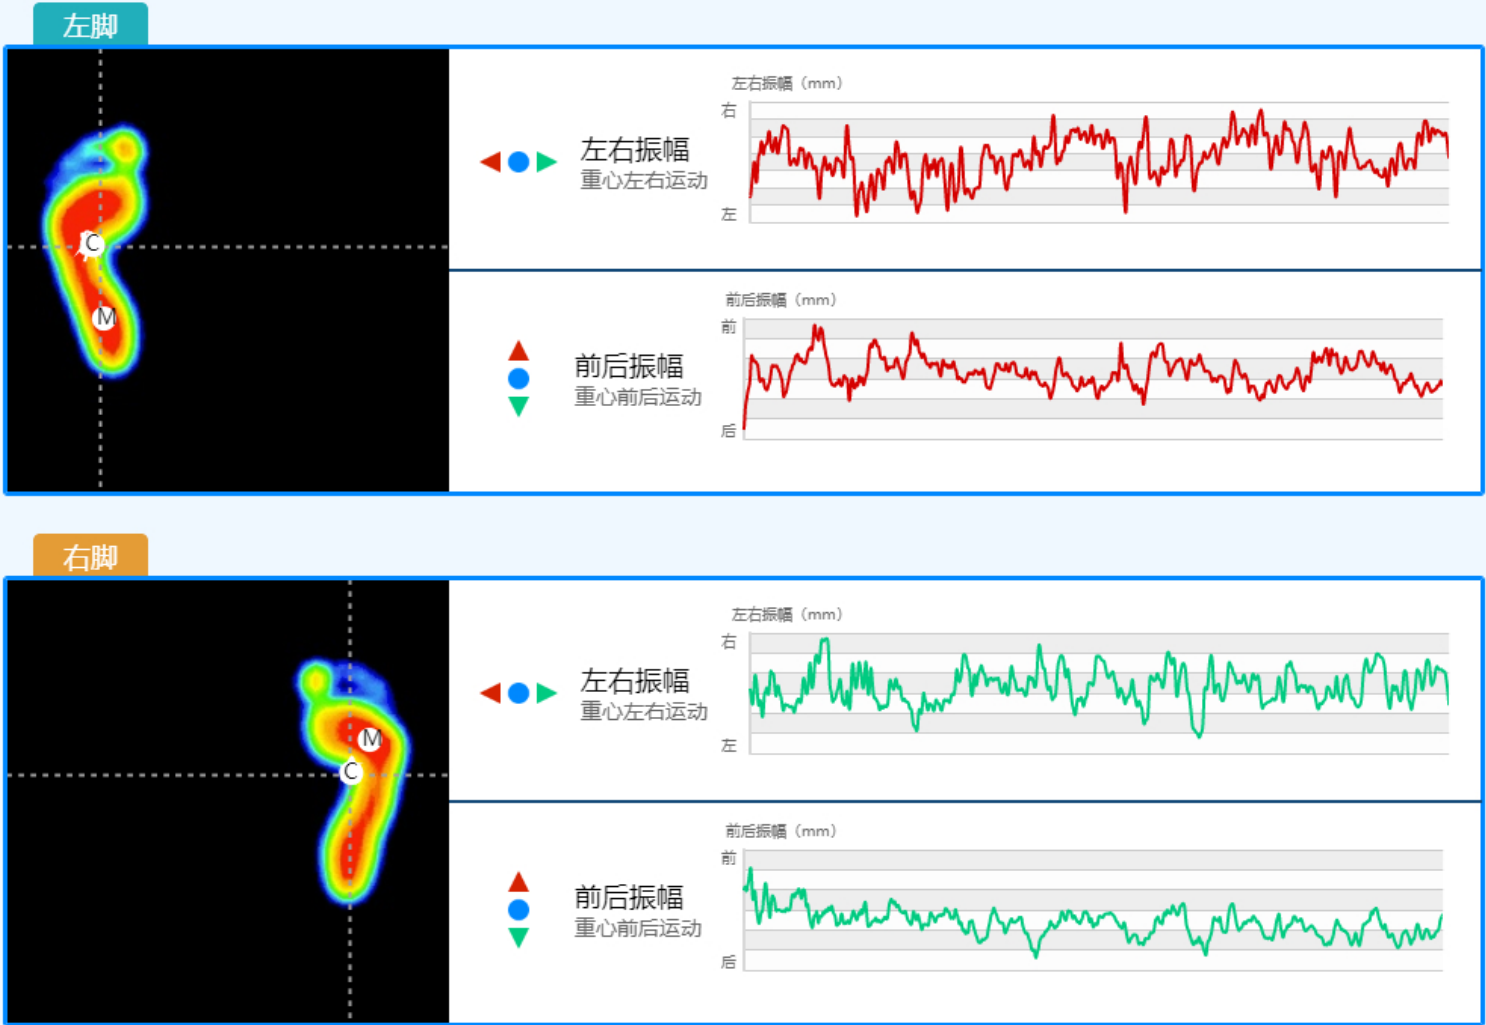 左脚
左右振幅（mm）
右
左右振幅
重心左右运动
左
C
M
前后振幅（mm）
前
前后振幅
重心前后运动
后
右脚
左右振幅（mm）
右
左右振幅
重心左右运动
左
M
C
前后振幅（mm）
前
前后振幅
重心前后运动
后